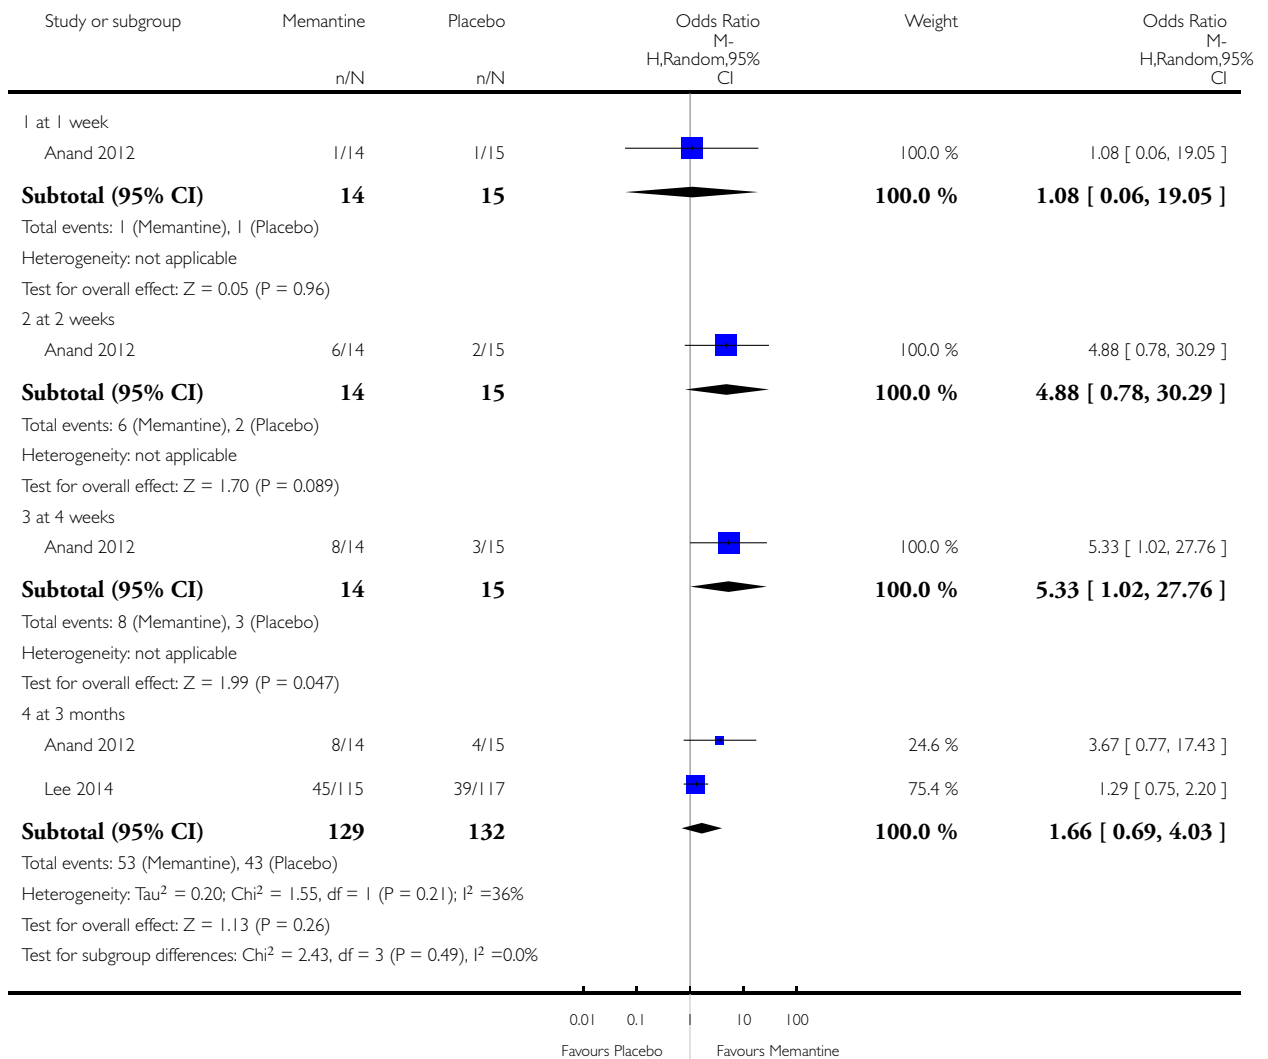 Study or subgroup Memantine Placebo Odds Ratio Weight Odds Ratio
M- M-
H,Random,95% H,Random,95%
n/N n/N CI CI
1 at 1 week
Anand 2012 1/14 1/15 100.0 % 1.08 [ 0.06, 19.05 ]
Subtotal (95% CI) 14 15 100.0 % 1.08 [ 0.06, 19.05 ]
Total events: 1 (Memantine), 1 (Placebo)
Heterogeneity: not applicable
Test for overall effect: Z = 0.05 (P = 0.96)
2 at 2 weeks
Anand 2012 6/14 2/15 100.0 % 4.88 [ 0.78, 30.29 ]
Subtotal (95% CI) 14 15 100.0 % 4.88 [ 0.78, 30.29 ]
Total events: 6 (Memantine), 2 (Placebo)
Heterogeneity: not applicable
Test for overall effect: Z = 1.70 (P = 0.089)
3 at 4 weeks
Anand 2012 8/14 3/15 100.0 % 5.33 [ 1.02, 27.76 ]
Subtotal (95% CI) 14 15 100.0 % 5.33 [ 1.02, 27.76 ]
Total events: 8 (Memantine), 3 (Placebo)
Heterogeneity: not applicable
Test for overall effect: Z = 1.99 (P = 0.047)
4 at 3 months
Anand 2012 8/14 4/15 24.6 % 3.67 [ 0.77, 17.43 ]
Lee 2014 45/115 39/117 75.4 % 1.29 [ 0.75, 2.20 ]
Subtotal (95% CI) 129 132 100.0 % 1.66 [ 0.69, 4.03 ]
Total events: 53 (Memantine), 43 (Placebo)
Heterogeneity: Tau² = 0.20; Chi² = 1.55, df = 1 (P = 0.21); I² =36%
Test for overall effect: Z = 1.13 (P = 0.26)
Test for subgroup differences: Chi² = 2.43, df = 3 (P = 0.49), I² =0.0%
0.01 0.1 1 10 100
Favours Placebo Favours Memantine